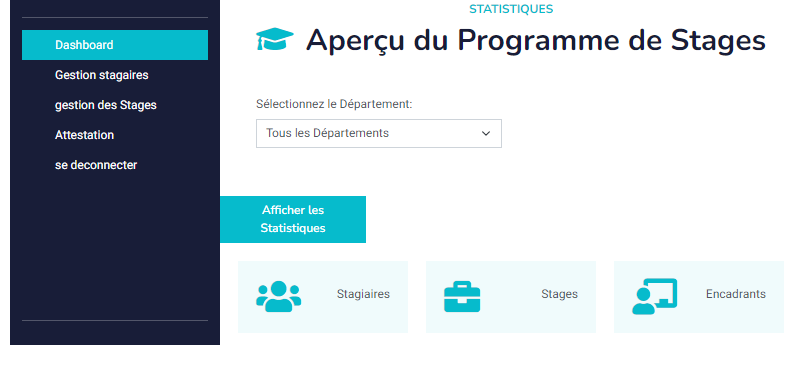 Dashboard
Gestion stagaires
gestion des Stages
Attestation
se deconnecter
STATISTIQUES
Aperçu du Programme de Stages
Sélectionnez le Département:
Tous les Départements
Afficher les
Statistiques
Stagiaires
Stages
Encadrants